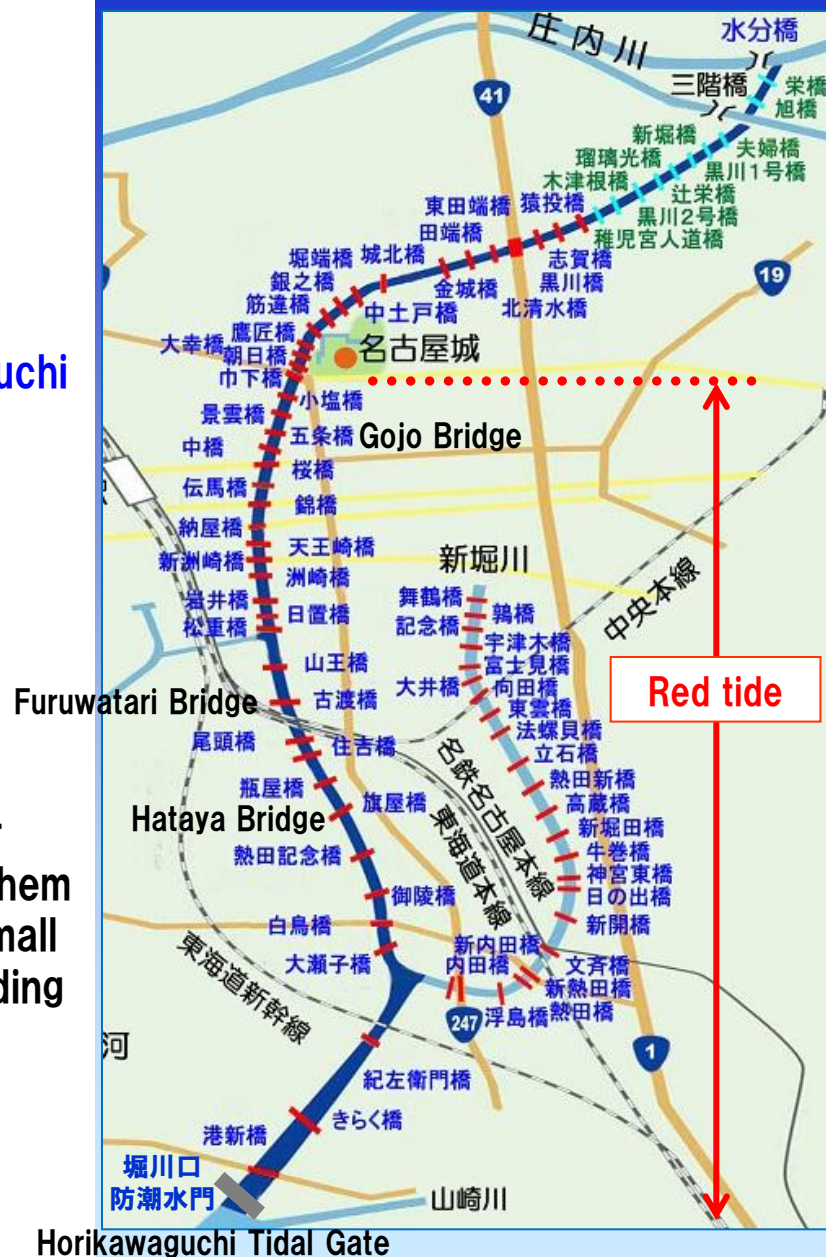 庄内川
水分橋
三階橋
栄橋
旭橋
41
新堀橋
夫婦橋
瑠璃光橋
黒川1号橋
木津根橋
辻栄橋
東田端橋
猿投橋
黒川2号橋
田端橋
稚児宮人道橋
堀端橋
城北橋
志賀橋
銀之橋
金城橋
黒川橋
19
筋違橋
中土戸橋
北清水橋
鷹匠橋
大幸橋
朝日橋
名古屋城
巾下橋
uchi
小塩橋
景雲橋
五条橋
Gojo Bridge
中橋
桜橋
伝馬橋
錦橋
納屋橋
天王崎橋
新洲崎橋
新堀川
洲崎橋
中央本線
岩井橋
舞鶴橋
鶉橋
日置橋
記念橋
松重橋
宇津木橋
山王橋
富士見橋
大井橋
向田橋
Red tide
Furuwatari Bridge
古渡橋
東雲橋
尾頭橋
住吉橋
法螺貝橋
立石橋
名鉄名古屋本線
瓶屋橋
熱田新橋
旗屋橋
高蔵橋
Hataya Bridge
東海道本線
新堀田橋
熱田記念橋
牛巻橋
hem
神宮東橋
御陵橋
日の出橋
mall
白鳥橋
新開橋
新内田橋
大瀬子橋
内田橋
文斉橋
ding
東海道新幹線
新熱田橋
247
浮島橋
熱田橋
河
1
紀左衛門橋
きらく橋
港新橋
堀川口
防潮水門
山崎川
Horikawaguchi Tidal Gate